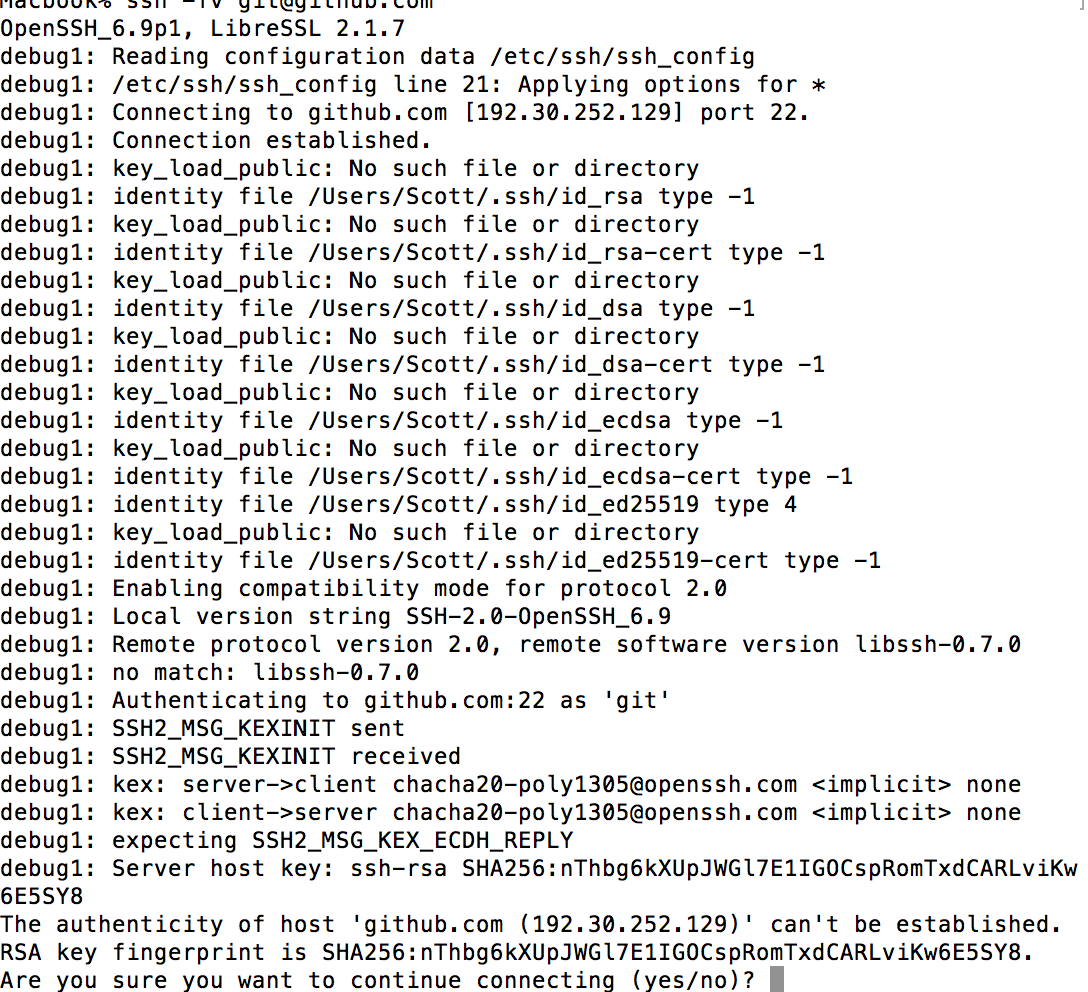 Macbook% ssh -Tv git@github.com
OpenSSH_6.9p1, LibreSSL 2.1.7
debug1: Reading configuration data /etc/ssh/ssh_config
debug1: /etc/ssh/ssh_config line 21: Applying options for *
debug1: Connecting to github.com [192.30.252.129] port 22.
debug1: Connection established.
debug1: key_load_public: No such file or directory
debug1: identity file /Users/Scott/.ssh/id_rsa type -1
debug1: key_load_public: No such file or directory
debug1: identity file /Users/Scott/.ssh/id_rsa-cert type -1
debug1: key_load_public: No such file or directory
debug1: identity file /Users/Scott/.ssh/id_dsa type -1
debug1: key_load_public: No such file or directory
debug1: identity file /Users/Scott/.ssh/id_dsa-cert type -1
debug1: key_load_public: No such file or directory
debug1: identity file /Users/Scott/.ssh/id_ecdsa type -1
debug1: key_load_public: No such file or directory
debug1: identity file /Users/Scott/.ssh/id_ecdsa-cert type -1
debug1: identity file /Users/Scott/.ssh/id_ed25519 type 4
debug1: key_load_public: No such file or directory
debug1: identity file /Users/Scott/.ssh/id_ed25519-cert type -1
debug1: Enabling compatibility mode for protocol 2.0
debug1: Local version string SSH-2.0-OpenSSH_6.9
debug1: Remote protocol version 2.0, remote software version libssh-0.7.0
debug1: no match: libssh-0.7.0
debug1: Authenticating to github.com:22 as 'git'
debug1: SSH2_MSG_KEXINIT sent
debug1: SSH2_MSG_KEXINIT received
debug1: kex: server->client chacha20-poly1305@openssh.com <implicit> none
debug1: kex: client->server chacha20-poly1305@openssh.com <implicit> none
debug1: expecting SSH2_MSG_KEX_ECDH_REPLY
debug1: Server host key: ssh-rsa SHA256:nThbg6kXUpJWGl7E1IGOCspRomTxdCARLviKw
6E5SY8
The authenticity of host 'github.com (192.30.252.129)' can't be established.
RSA key fingerprint is SHA256:nThbg6kXUpJWGl7E1IGOCspRomTxdCARLviKw6E5SY8.
Are you sure you want to continue connecting (yes/no)?